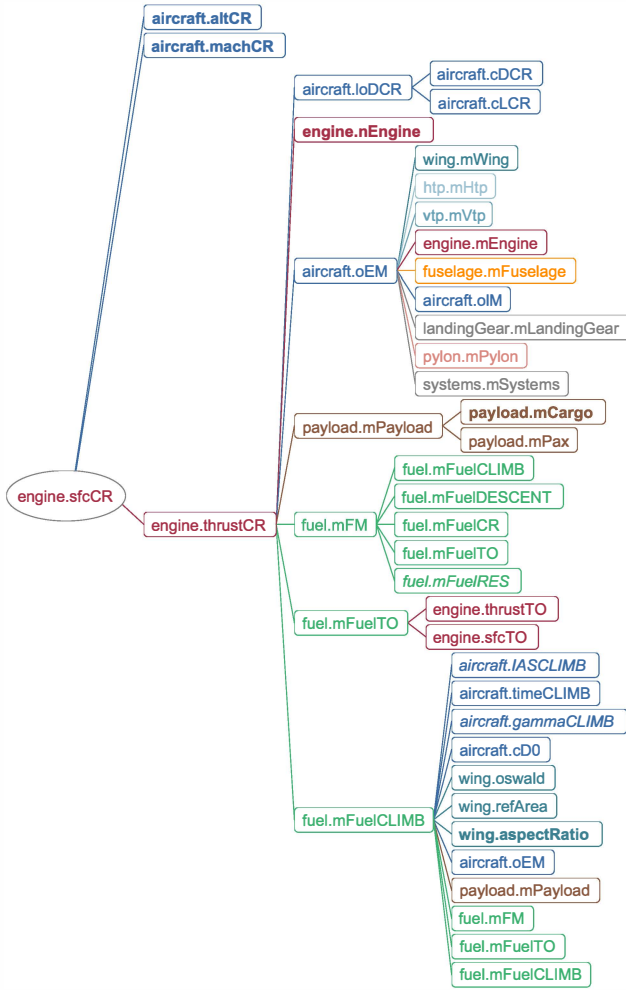 aircraft.altCR
aircraft.machCR
aircraft.loDCR
aircraft.cDCR
aircraft.cLCR
engine.nEngine
wing.mWing
htp.mHtp
vtp.mVtp
engine.mEngine
aircraft.oEM
fuselage.mFuselage
aircraft.oIM
landingGear.mLandingGear
pylon.mPylon
systems.mSystems
payload.mPayload
payload.mCargo
payload.mPax
engine.sfcCR
engine.thrustCR
fuel.mFM
fuel.mFuelCLIMB
fuel.mFuelDESCENT
fuel.mFuelCR
fuel.mFuelTO
fuel.mFuelRES
fuel.mFuelTO
engine.thrustTO
engine.sfcTO
fuel.mFuelCLIMB
aircraft.IASCLIMB
aircraft.timeCLIMB
aircraft.gammaCLIMB
aircraft.cD0
wing.oswald
wing.refArea
wing.aspectRatio
aircraft.oEM
payload.mPayload
fuel.mFM
fuel.mFuelTO
fuel.mFuelCLIMB